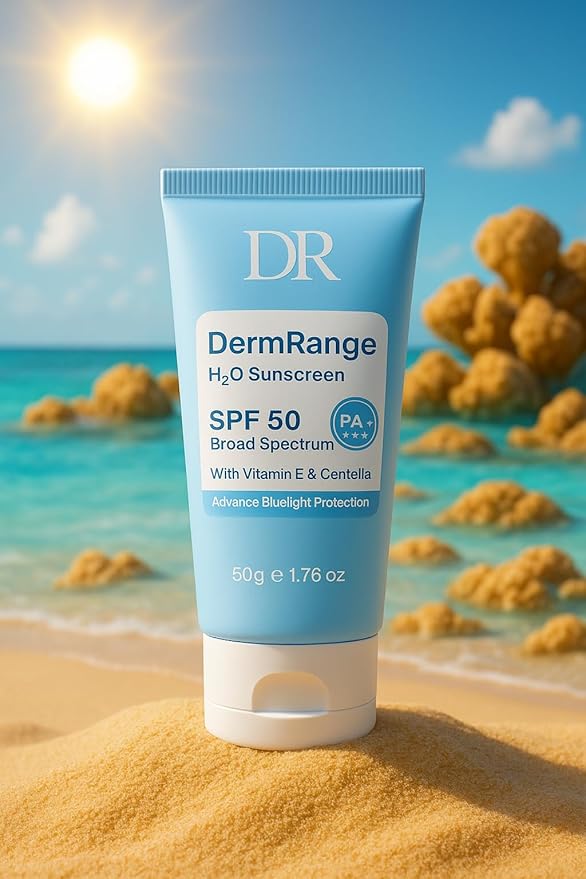 DR
DermRange
H₂O Sunscreen
SPF 50
PA +
★★★
Broad Spectrum
With Vitamin E & Centella
Advance Bluelight Protection
50g e 1.76 oz